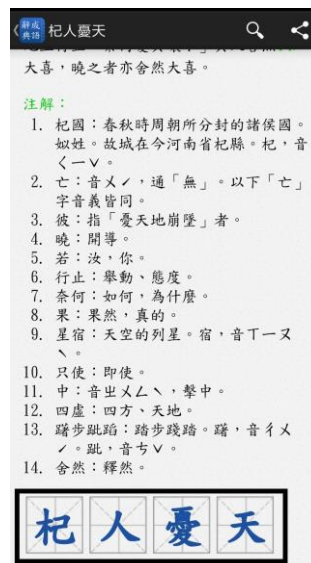 辭成
典語
杞人憂天
大喜，曉之者亦舍然大喜。
注解：
1. 杞國：春秋時周朝所分封的諸侯國。
姒姓。故城在今河南省杞縣。杞，音
ㄑㄧˇ。
2. 亡：音ㄨˊ，通「無」。以下「亡」
字音義皆同。
3. 彼：指「憂天地崩墜」者。
4. 曉：開導。
5. 若：汝，你。
6. 行止：舉動、態度。
7. 奈何：如何，為什麼。
8. 果：果然，真的。
9. 星宿：天空的列星。宿，音ㄒㄧㄡ
ˋ。
10. 只使：即使。
11. 中：音ㄓㄨㄥˋ，擊中。
12. 四虛：四方、天地。
13. 躇步跐蹈：踏步踐踏。躇，音ㄔㄨ
ˊ。跐，音ㄘˇ。
14. 舍然：釋然。
杞人憂天